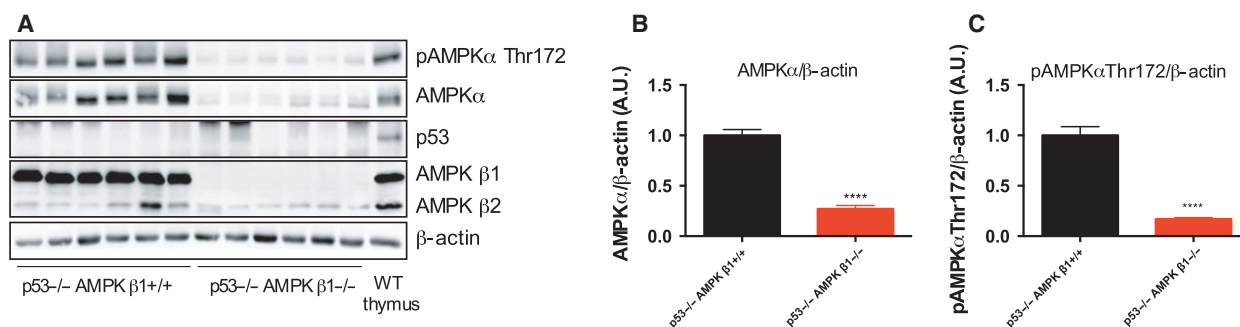 A
pAMPKα Thr172
AMPKα
p53
AMPK β1
AMPK β2
β-actin
p53–/– AMPK β1+/+
p53–/– AMPK β1–/–
WT
thymus
B
AMPKα/β-actin
AMPKα/β-actin (A.U.)
1.5
1.0
0.5
0.0
****
p53–/– AMPK β1+/+
p53–/– AMPK β1–/–
C
pAMPKαThr172/β-actin
pAMPKαThr172/β-actin (A.U.)
1.5
1.0
0.5
0.0
****
p53–/– AMPK β1+/+
p53–/– AMPK β1–/–